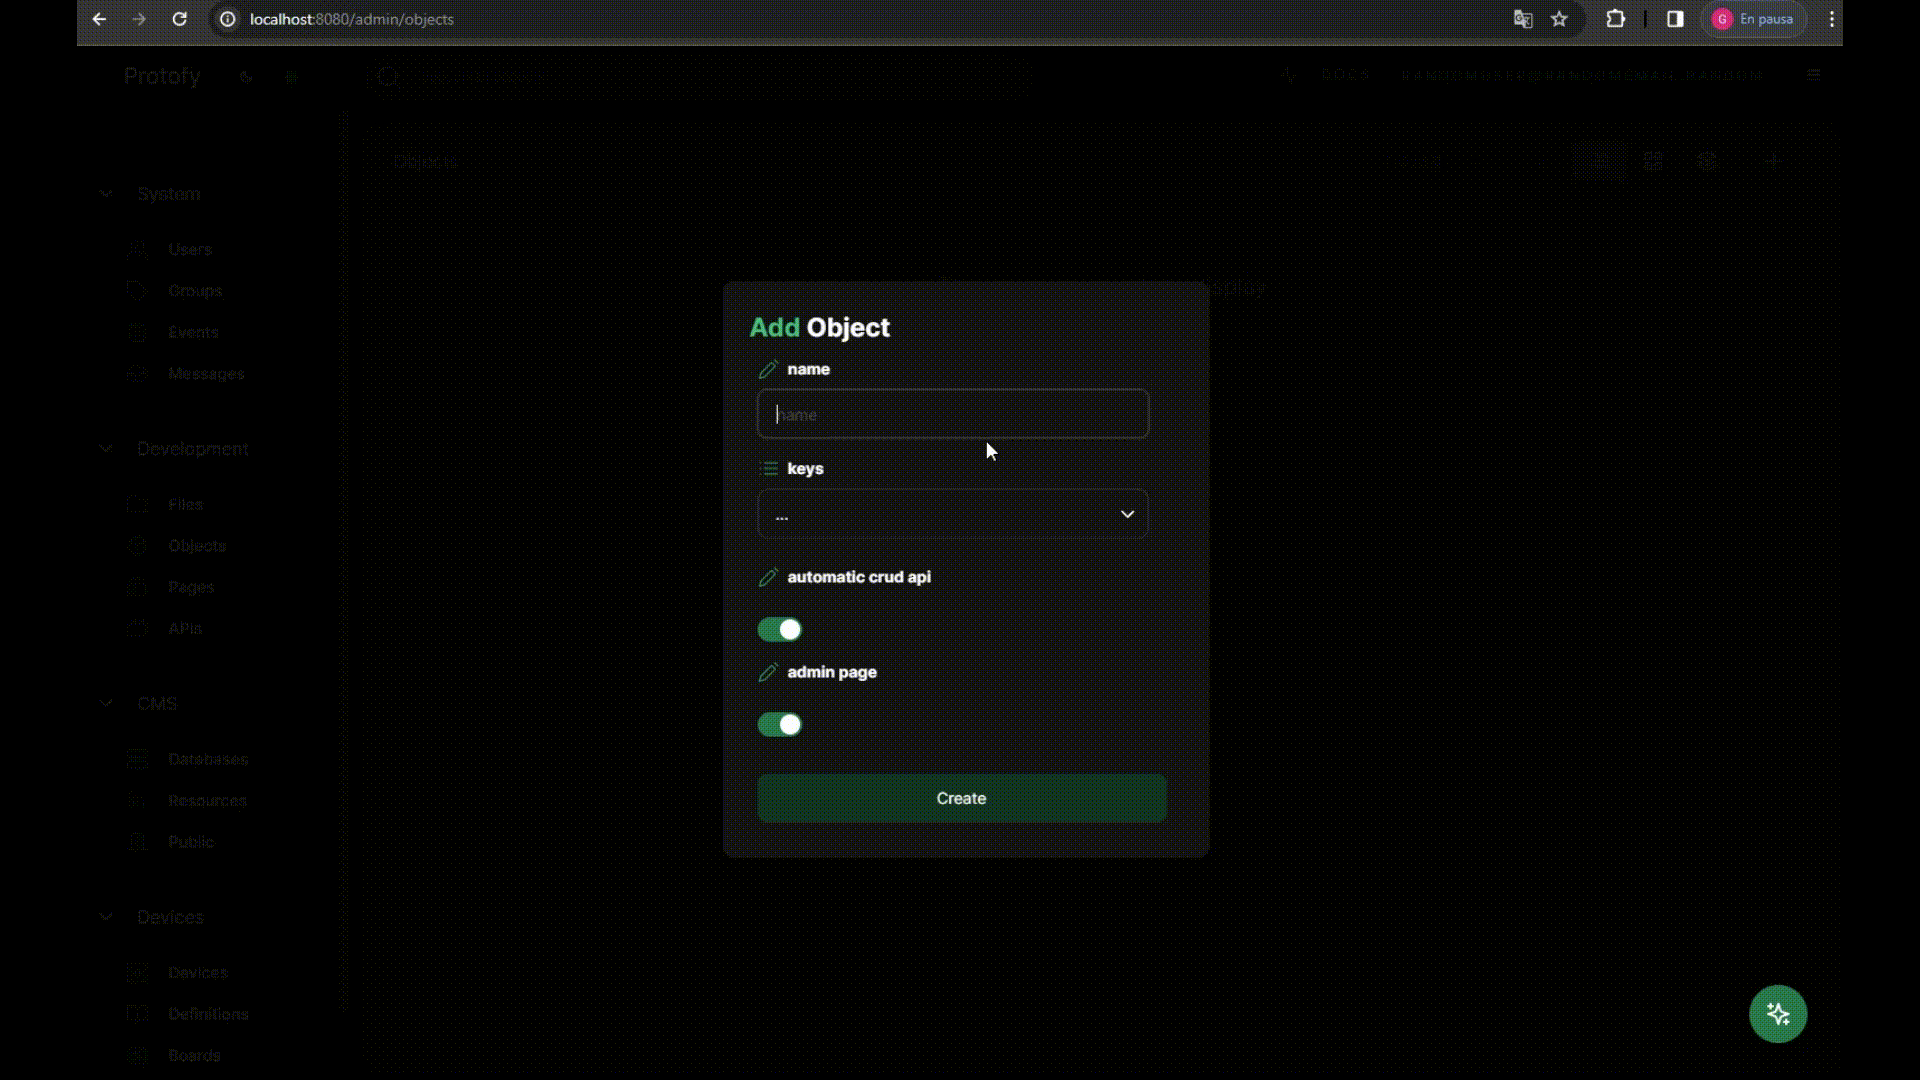 localhost:8080/admin/objects
En pausa
G
Protofy
DOCS
Objects
System
Users
Groups
Events
Messages
Development
Files
Objects
Pages
APIs
CMS
Databases
Resources
Public
Devices
Devices
Definitions
Boards
Add Object
name
name
keys
...
automatic crud api
admin page
Create